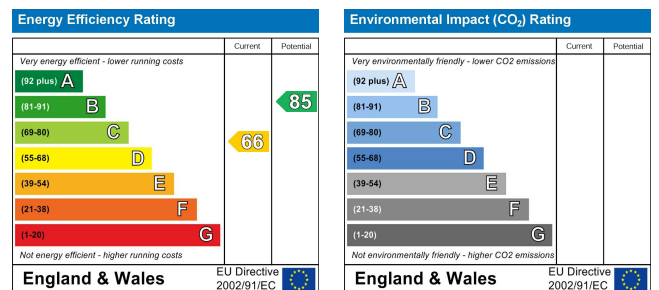 Energy Efficiency Rating
Current Potential
Very energy efficient - lower running costs
(92 plus) A
(81-91) B
85
(69-80) C
66
(55-68) D
(39-54) E
(21-38) F
(1-20) G
Not energy efficient - higher running costs
England & Wales
EU Directive
2002/91/EC
Environmental Impact (CO2) Rating
Current Potential
Very environmentally friendly - lower CO2 emissions
(92 plus) A
(81-91) B
(69-80) C
(55-68) D
(39-54) E
(21-38) F
(1-20) G
Not environmentally friendly - higher CO2 emissions
England & Wales
EU Directive
2002/91/EC